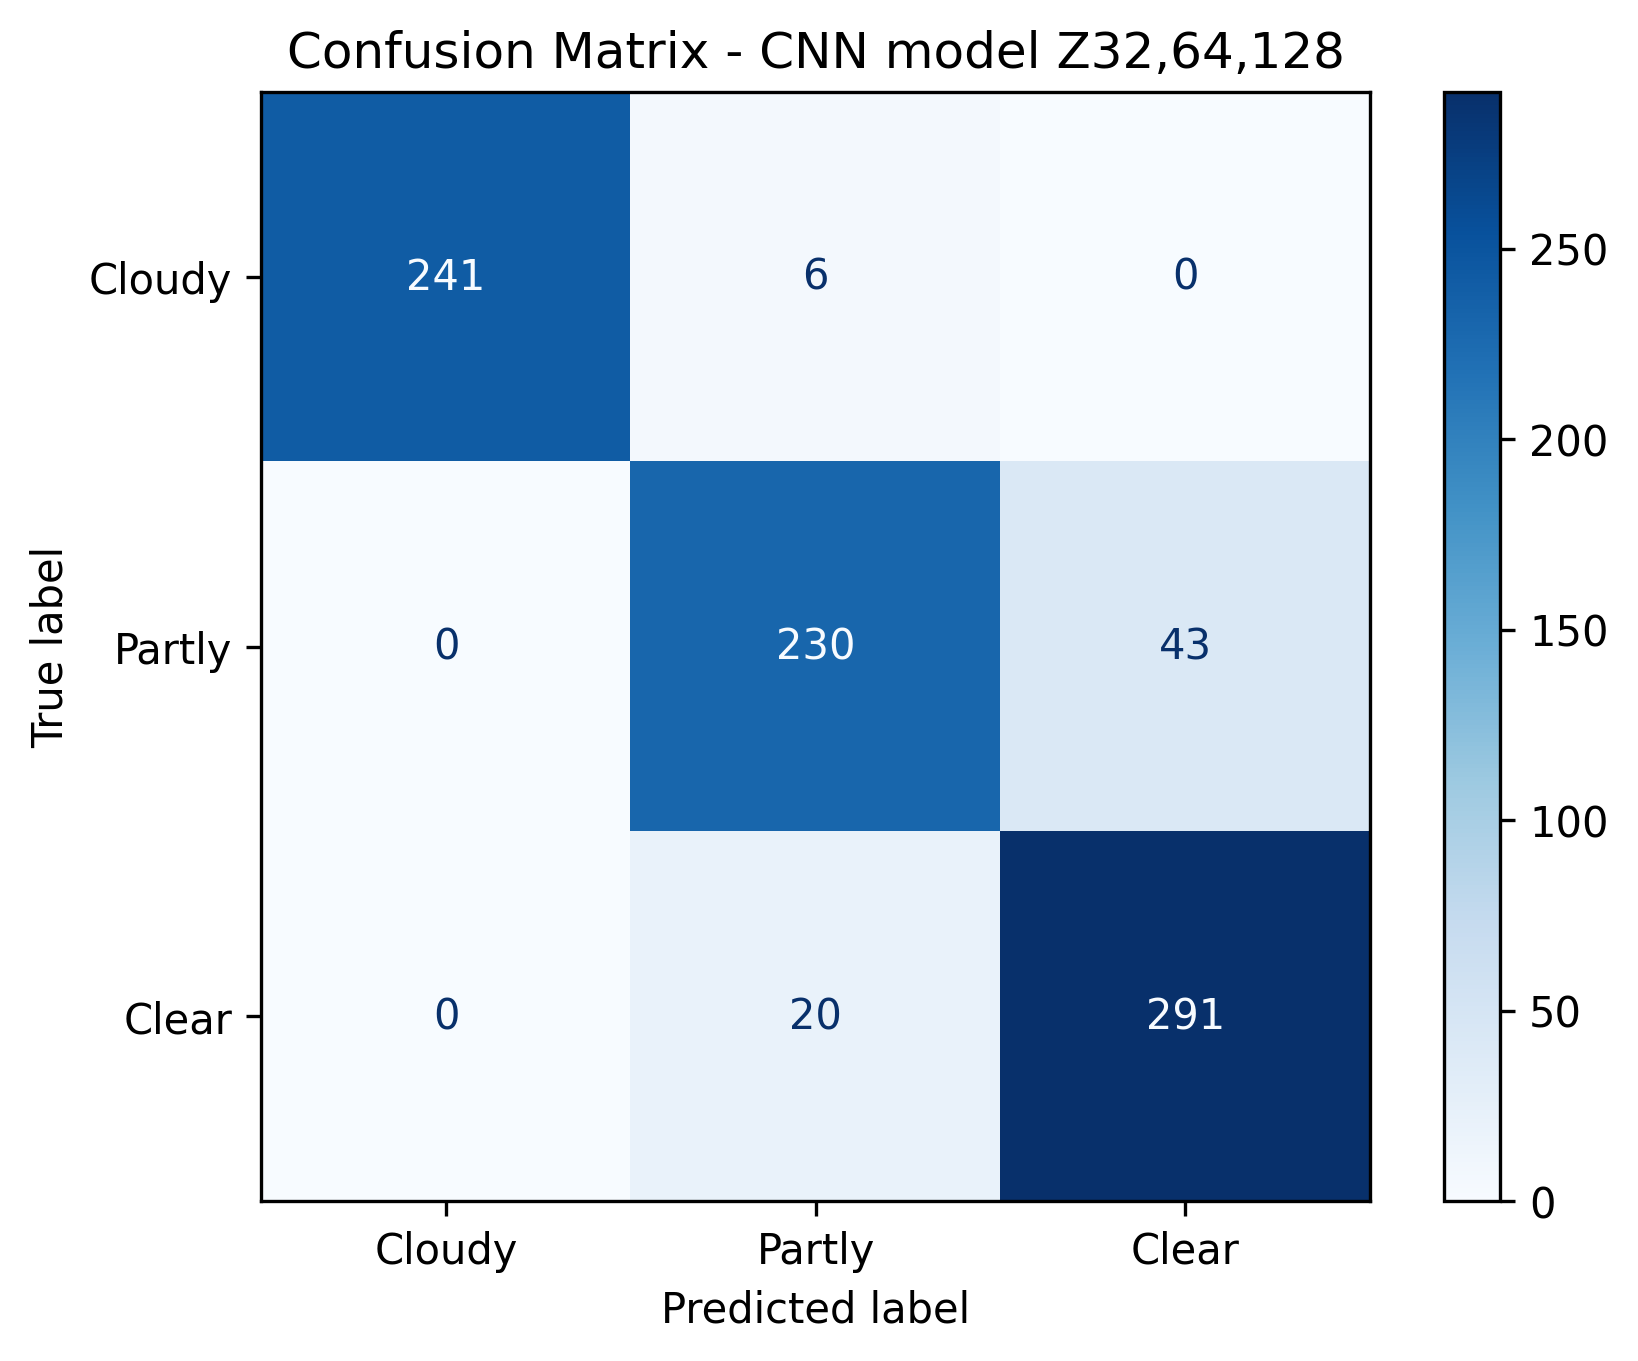 Confusion Matrix - CNN model Z32,64,128
True label
Cloudy
241
6
0
Partly
0
230
43
Clear
0
20
291
Cloudy
Partly
Clear
Predicted label
250
200
150
100
50
0